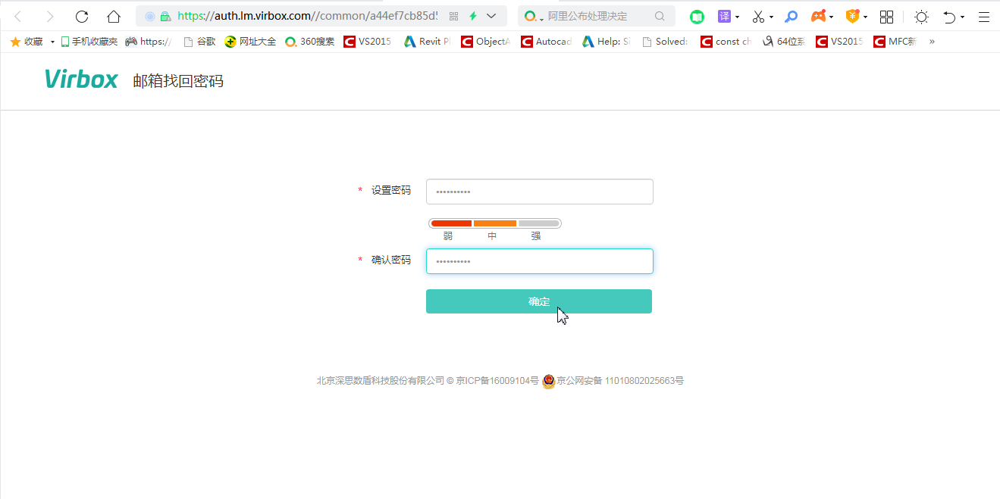 https://auth.lm.virbox.com//common/a44ef7cb85d5
阿里公布处理决定
译
收藏 手机收藏夹 https:// 谷歌 网址大全 360搜索 VS2015 Revit Pl ObjectA Autocad Help: Si Solved: const ch 64位系 VS2015 MFC新 »
Virbox 邮箱找回密码
* 设置密码 ••••••••••
弱 中 强
* 确认密码 ••••••••••
确定
北京深思数盾科技股份有限公司 © 京ICP备16009104号 京公网安备 11010802025663号